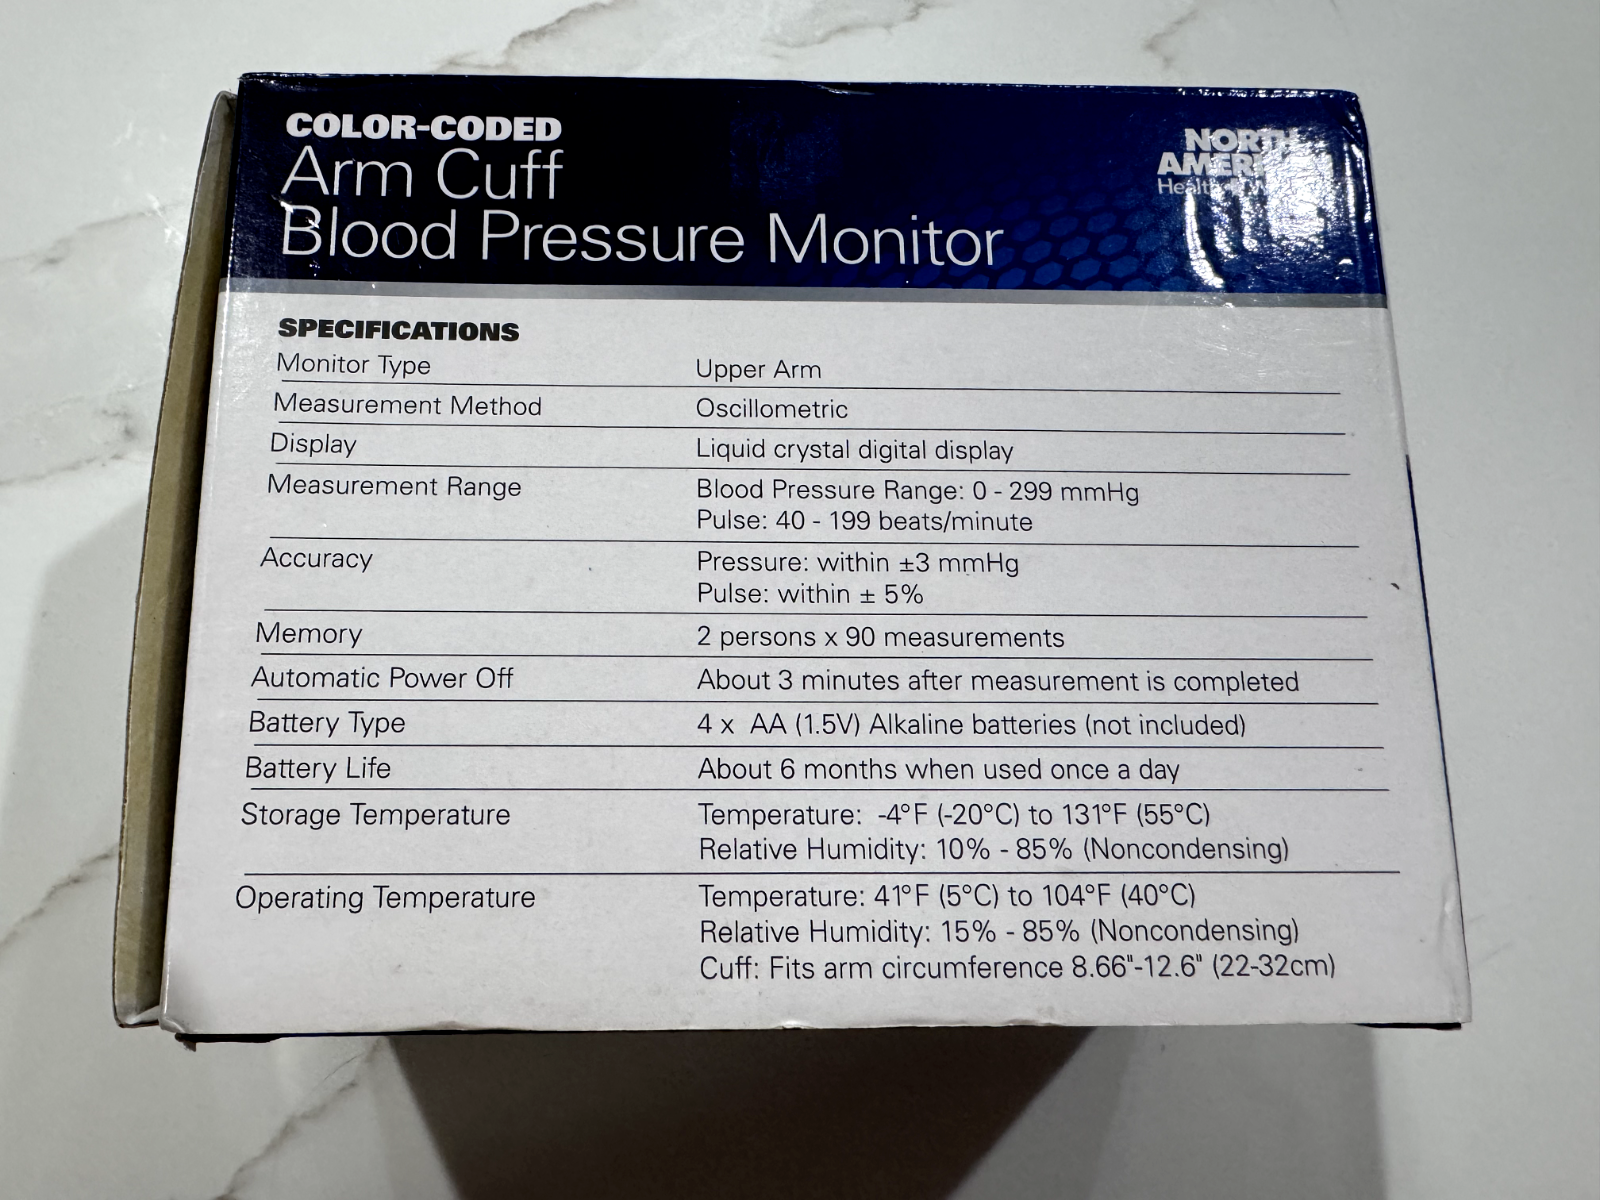 COLOR-CODED
Arm Cuff
Blood Pressure Monitor
NORTH
SPECIFICATIONS
Monitor Type Upper Arm
Measurement Method Oscillometric
Display Liquid crystal digital display
Measurement Range Blood Pressure Range: 0 - 299 mmHg
Pulse: 40 - 199 beats/minute
Accuracy Pressure: within ±3 mmHg
Pulse: within ± 5%
Memory 2 persons x 90 measurements
Automatic Power Off About 3 minutes after measurement is completed
Battery Type 4 x  AA (1.5V) Alkaline batteries (not included)
Battery Life About 6 months when used once a day
Storage Temperature Temperature:  -4°F (-20°C) to 131°F (55°C)
Relative Humidity: 10% - 85% (Noncondensing)
Operating Temperature Temperature: 41°F (5°C) to 104°F (40°C)
Relative Humidity: 15% - 85% (Noncondensing)
Cuff: Fits arm circumference 8.66"-12.6" (22-32cm)